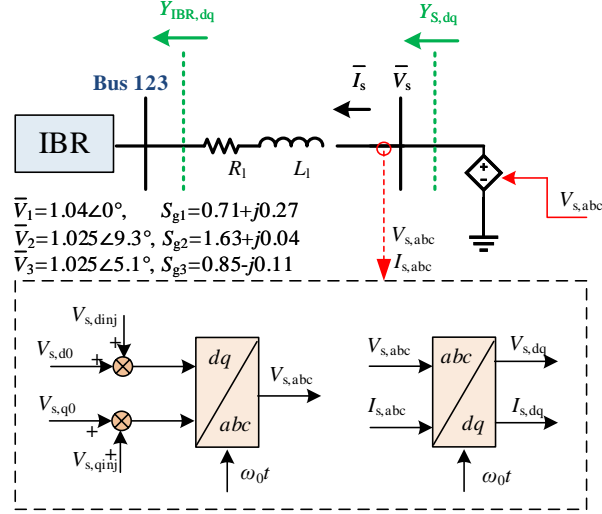 Y_IBR,dq Y_S,dq
Bus 123 I̅_s V̅_s
IBR
R_l L_l
+
-
V_s,abc
V̅_1=1.04∠0°, S_g1=0.71+j0.27
V̅_2=1.025∠9.3°, S_g2=1.63+j0.04
V̅_3=1.025∠5.1°, S_g3=0.85-j0.11
V_s,abc
I_s,abc
V_s,dinj
V_s,d0 + +
dq
V_s,abc
V_s,q0
abc
+ +
V_s,qinj
ω_0t
V_s,abc abc V_s,dq
I_s,abc dq I_s,dq
ω_0t